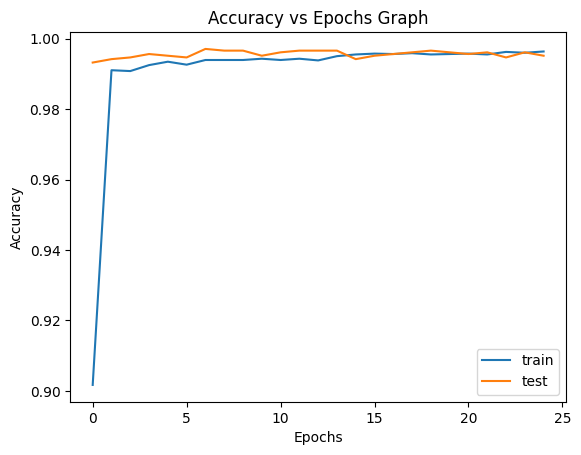 Accuracy vs Epochs Graph
1.00
0.98
0.96
0.94
0.92
0.90
Accuracy
0 5 10 15 20 25
Epochs
train
test